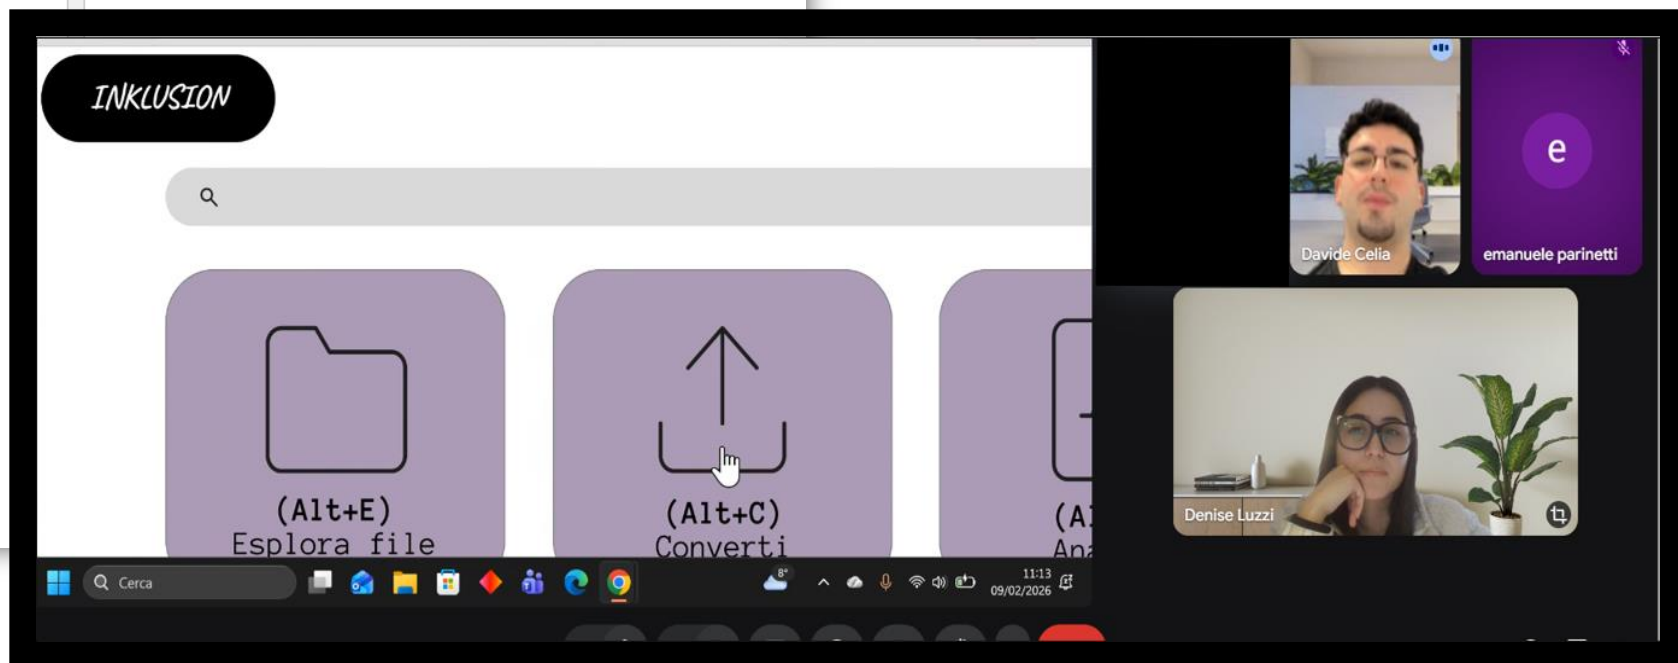 INKLUSION
(Alt+E)
Esplora file
(Alt+C)
Converti
Davide Celia
e
emanuele parinetti
Denise Luzzi
Cerca
8°
11:13
09/02/2026